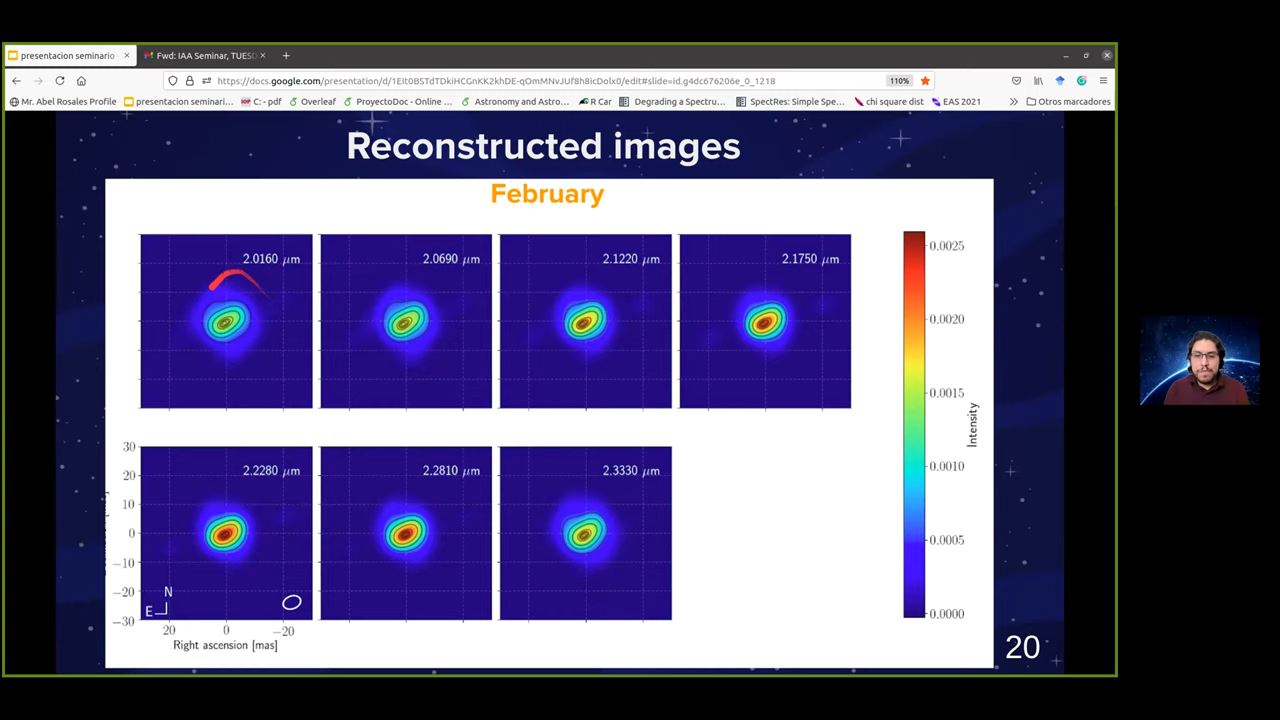 presentacion seminario
Fwd: IAA Seminar, TUESD
https://docs.google.com/presentation/d/1EIt0BSTdTDkiHCGnKK2khDE-qOmMNvJUf8h8icDolx0/edit#slide=id.g4dc676206e_0_1218
110%
Mr. Abel Rosales Profile
presentacion seminari...
C: - pdf
Overleaf
ProyectoDoc - Online ...
Astronomy and Astro...
R Car
Degrading a Spectru...
SpectRes: Simple Spe...
chi square dist
EAS 2021
Otros marcadores
Reconstructed images
February
2.0160 μm
2.0690 μm
2.1220 μm
2.1750 μm
2.2280 μm
2.2810 μm
2.3330 μm
30
20
10
0
−10
−20
−30
N
E
20
0
−20
Right ascension [mas]
0.0025
0.0020
0.0015
0.0010
0.0005
0.0000
Intensity
20